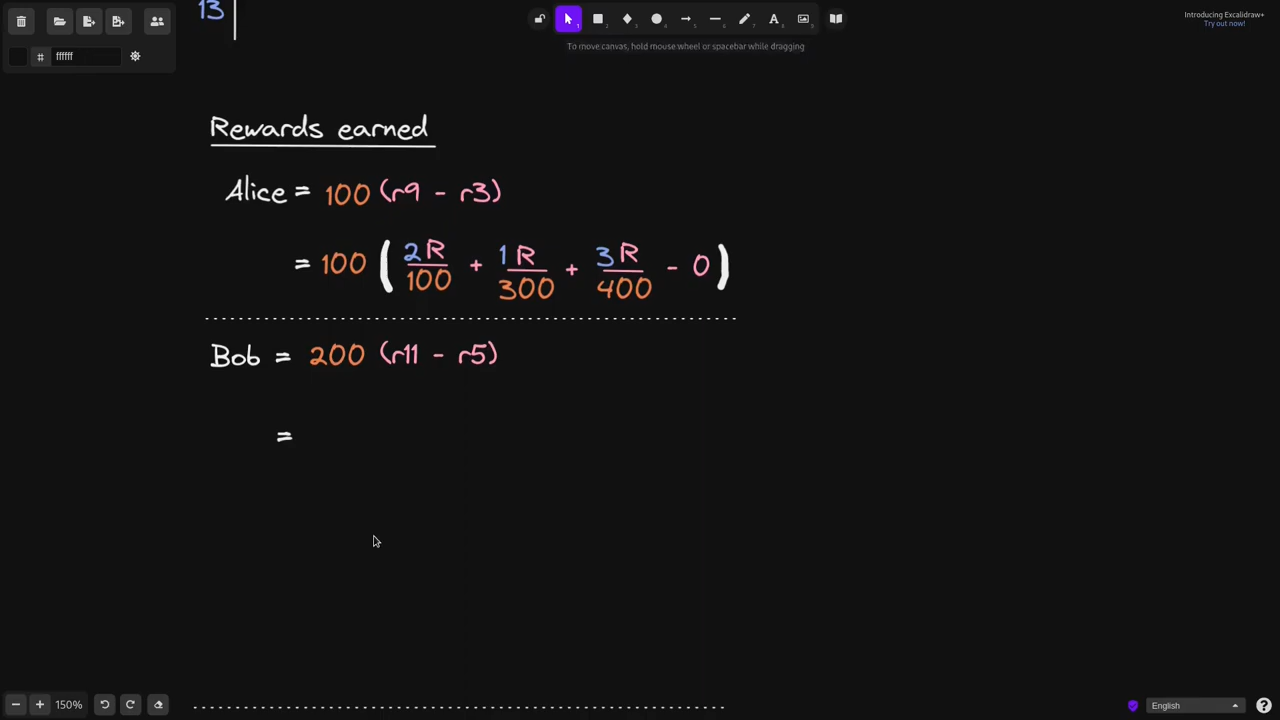 13
Introducing Excalidraw+
Try out now!
To move canvas, hold mouse wheel or spacebar while dragging
# ffffff
Rewards earned
Alice = 100 (r9 - r3)
= 100 ( 2R/100 + 1R/300 + 3R/400 - 0 )
Bob = 200 (r11 - r5)
=
- + 150%
English